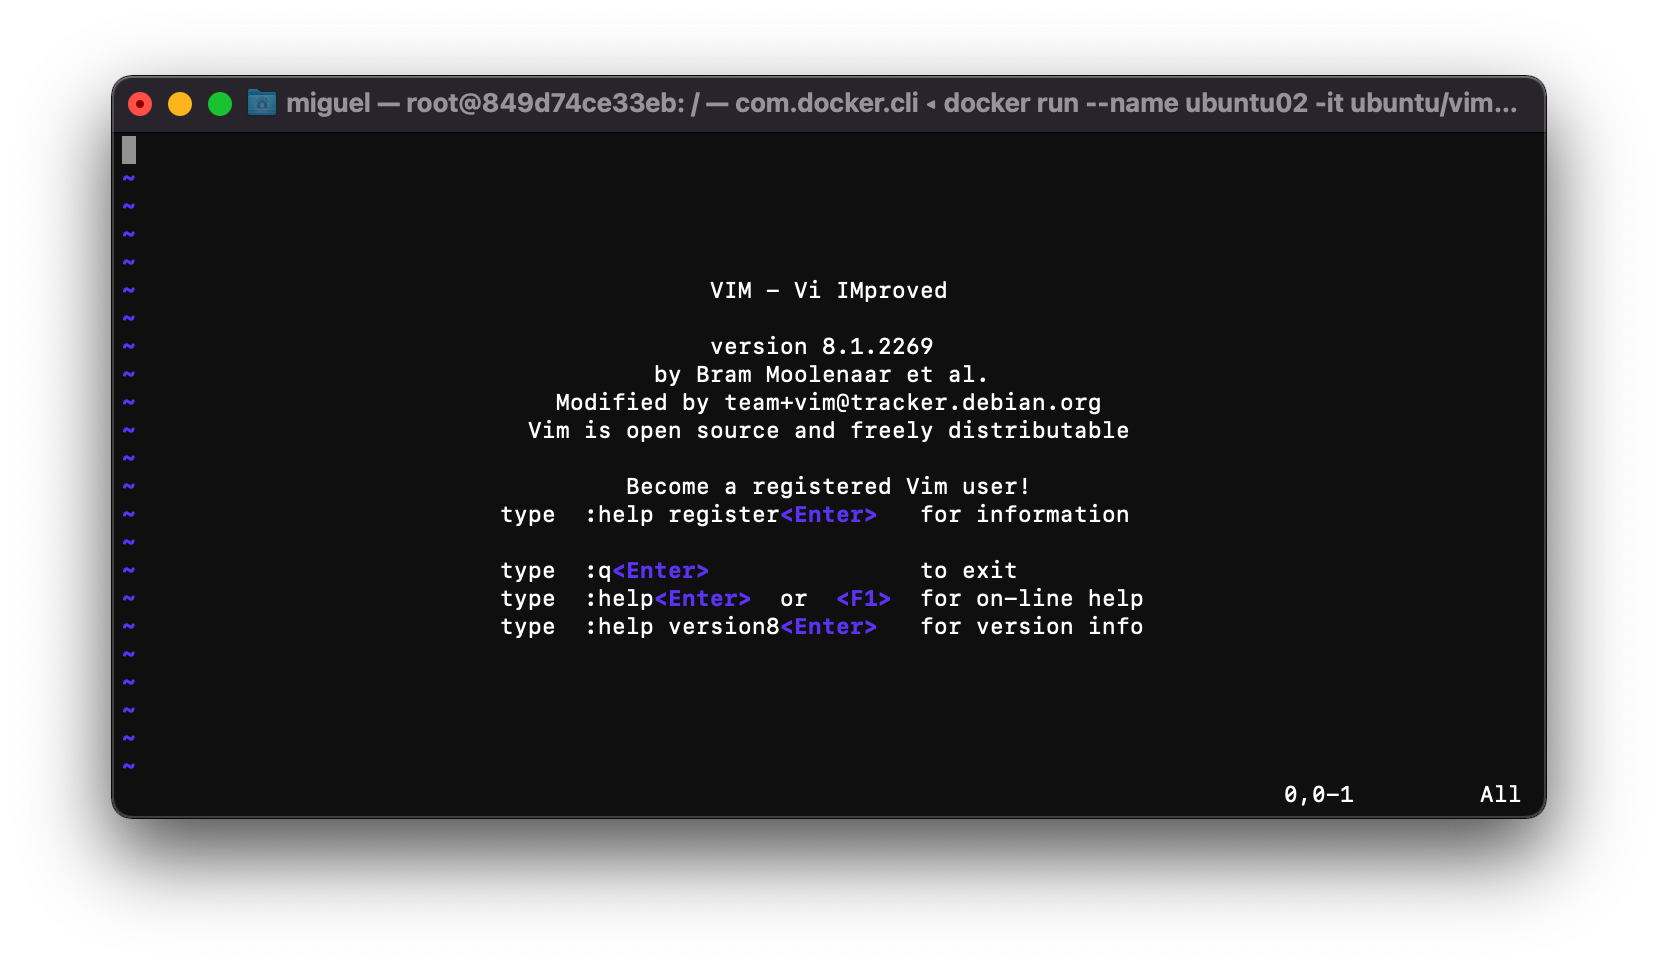 miguel — root@849d74ce33eb: / — com.docker.cli ◂ docker run --name ubuntu02 -it ubuntu/vim...
~
~
~
~
~
VIM - Vi IMproved
~
~
version 8.1.2269
~
by Bram Moolenaar et al.
~
Modified by team+vim@tracker.debian.org
~
Vim is open source and freely distributable
~
~
Become a registered Vim user!
~
type  :help register<Enter>   for information
~
~
type  :q<Enter>               to exit
~
type  :help<Enter>  or  <F1>  for on-line help
~
type  :help version8<Enter>   for version info
~
~
~
~
~
0,0-1         All